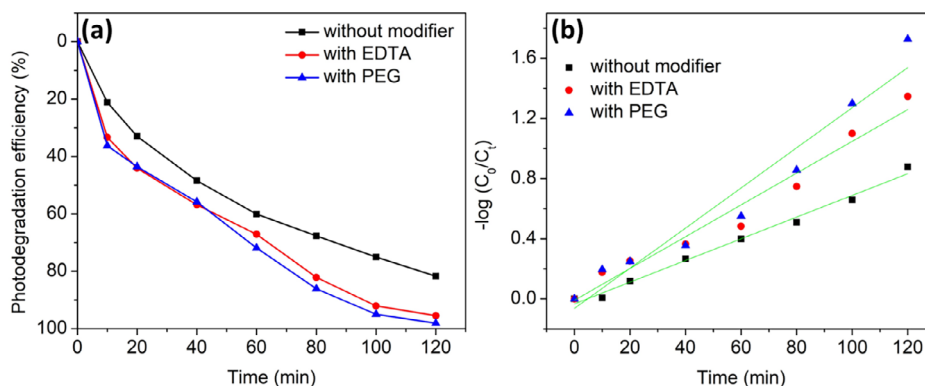 (a)
without modifier
with EDTA
with PEG
Photodegradation efficiency (%)
0
20
40
60
80
100
0 20 40 60 80 100 120
Time (min)
(b)
without modifier
with EDTA
with PEG
-log (C₀/Cₜ)
1.6
1.2
0.8
0.4
0.0
0 20 40 60 80 100 120
Time (min)